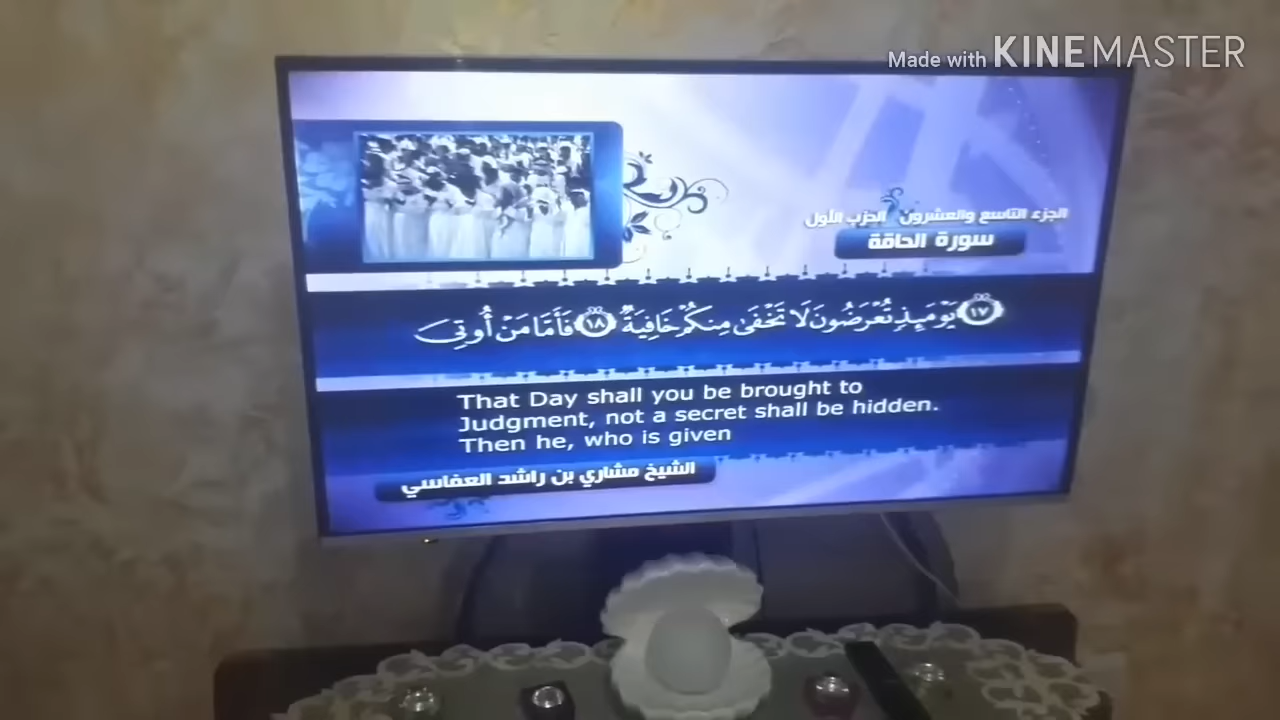 Made with KINEMASTER
الجزء التاسع والعشرون الحزب الأول
سورة الحاقة
١٧ يَوْمَئِذٍ تُعْرَضُونَ لَا تَخْفَىٰ مِنكُمْ خَافِيَةٌ ١٨ فَأَمَّا مَنْ أُوتِىَ
That Day shall you be brought to
Judgment, not a secret shall be hidden.
Then he, who is given
الشيخ مشاري بن راشد العفاسي